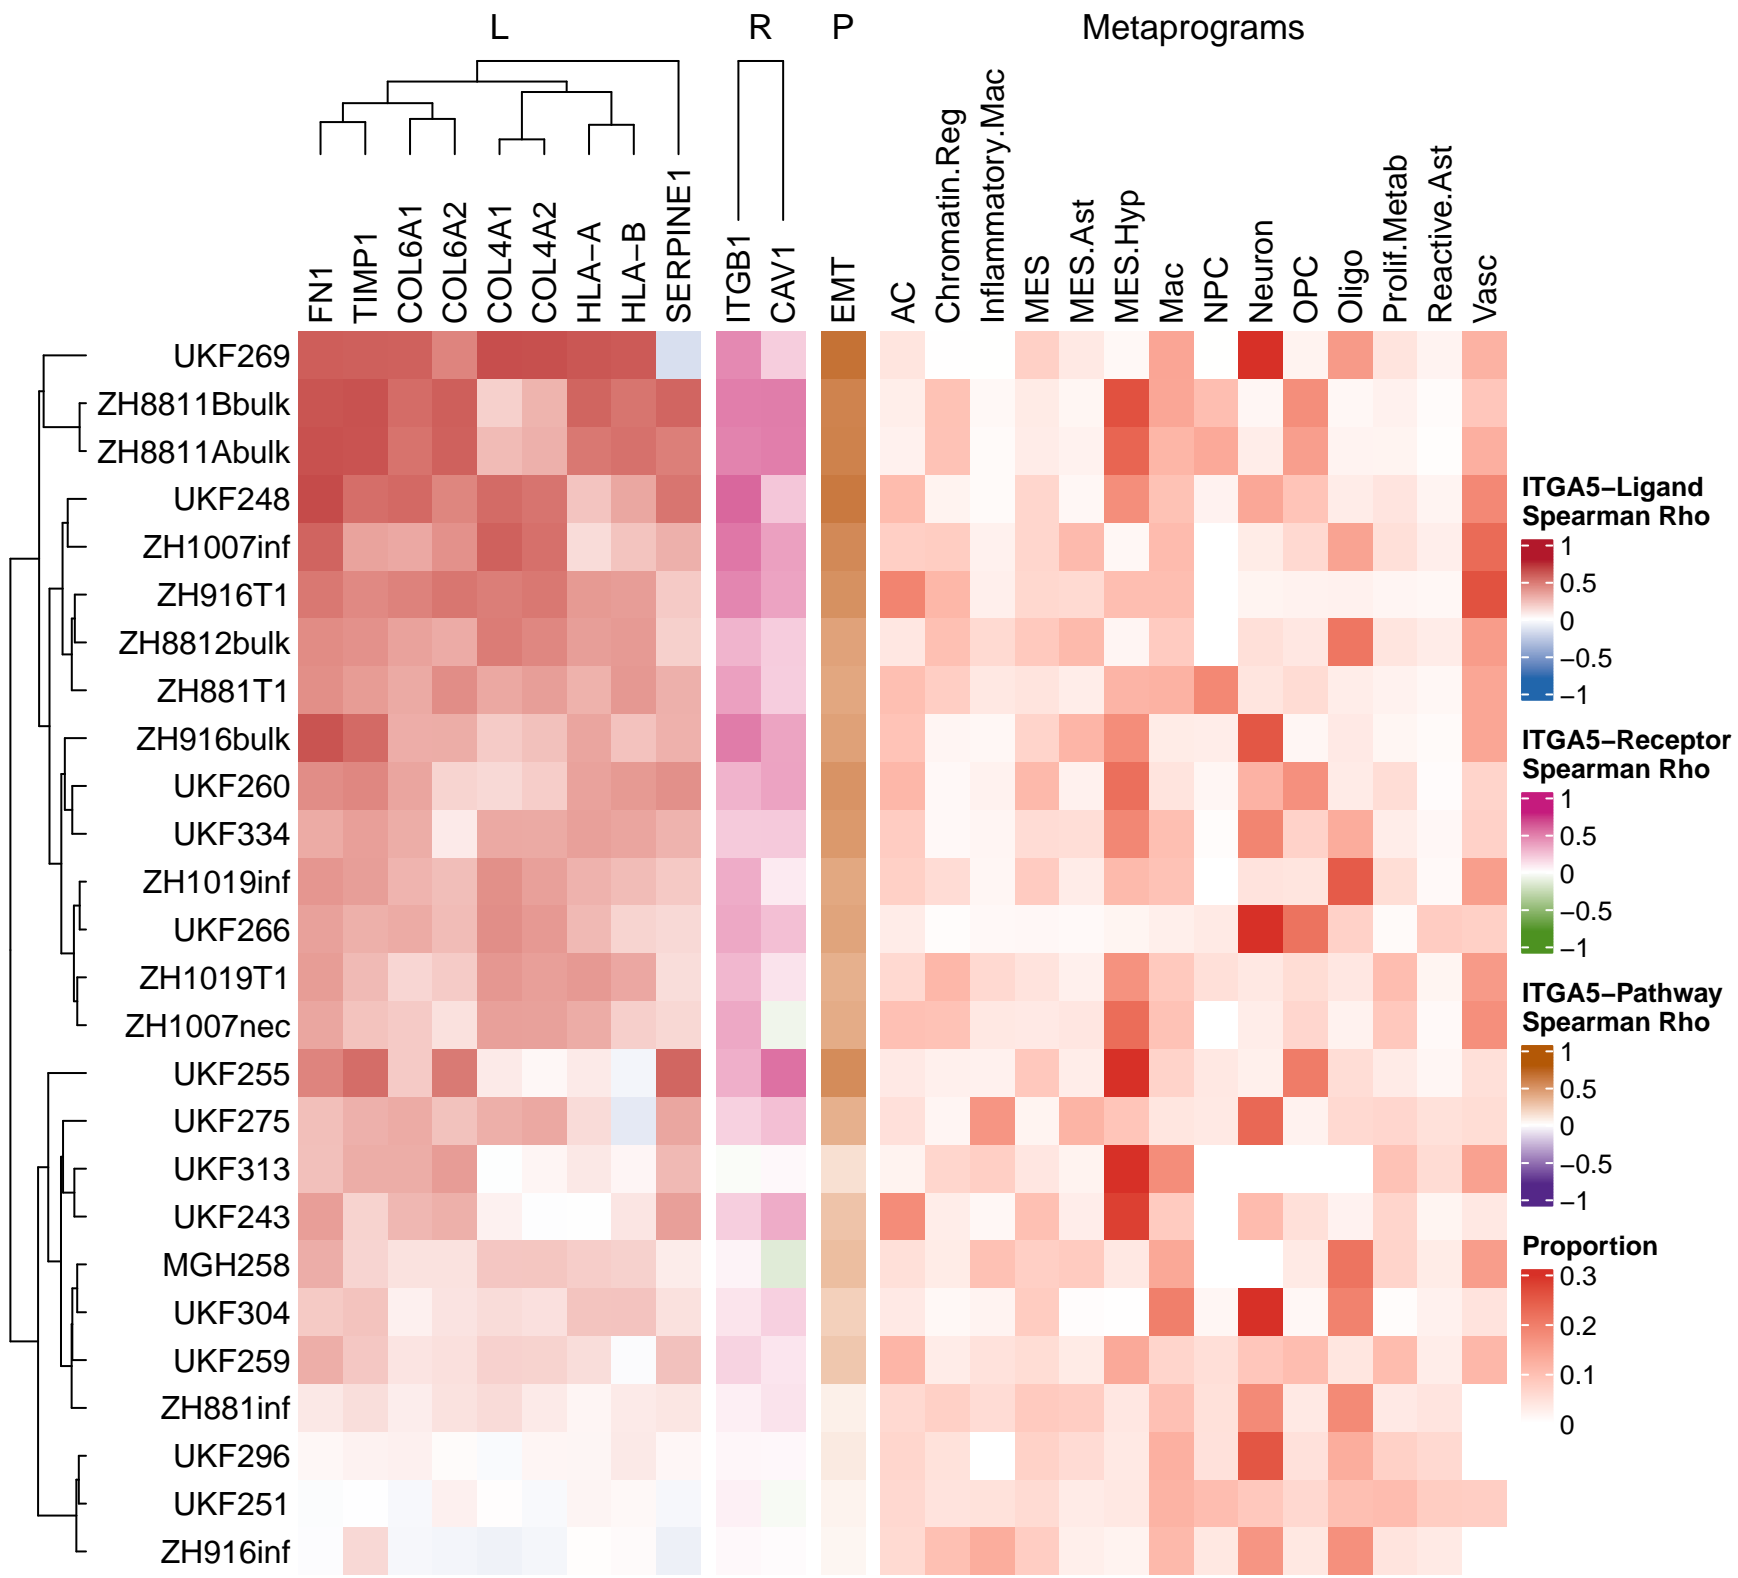 L R P Metaprograms
FN1 TIMP1 COL6A1 COL6A2 COL4A1 COL4A2 HLA−A HLA−B SERPINE1 ITGB1 CAV1 EMT AC Chromatin.Reg Inflammatory.Mac MES MES.Ast MES.Hyp Mac NPC Neuron OPC Oligo Prolif.Metab Reactive.Ast Vasc
UKF269
ZH8811Bbulk
ZH8811Abulk
UKF248
ZH1007inf
ZH916T1
ZH8812bulk
ZH881T1
ZH916bulk
UKF260
UKF334
ZH1019inf
UKF266
ZH1019T1
ZH1007nec
UKF255
UKF275
UKF313
UKF243
MGH258
UKF304
UKF259
ZH881inf
UKF296
UKF251
ZH916inf
ITGA5−Ligand
Spearman Rho
1
0.5
0
−0.5
−1
ITGA5−Receptor
Spearman Rho
1
0.5
0
−0.5
−1
ITGA5−Pathway
Spearman Rho
1
0.5
0
−0.5
−1
Proportion
0.3
0.2
0.1
0